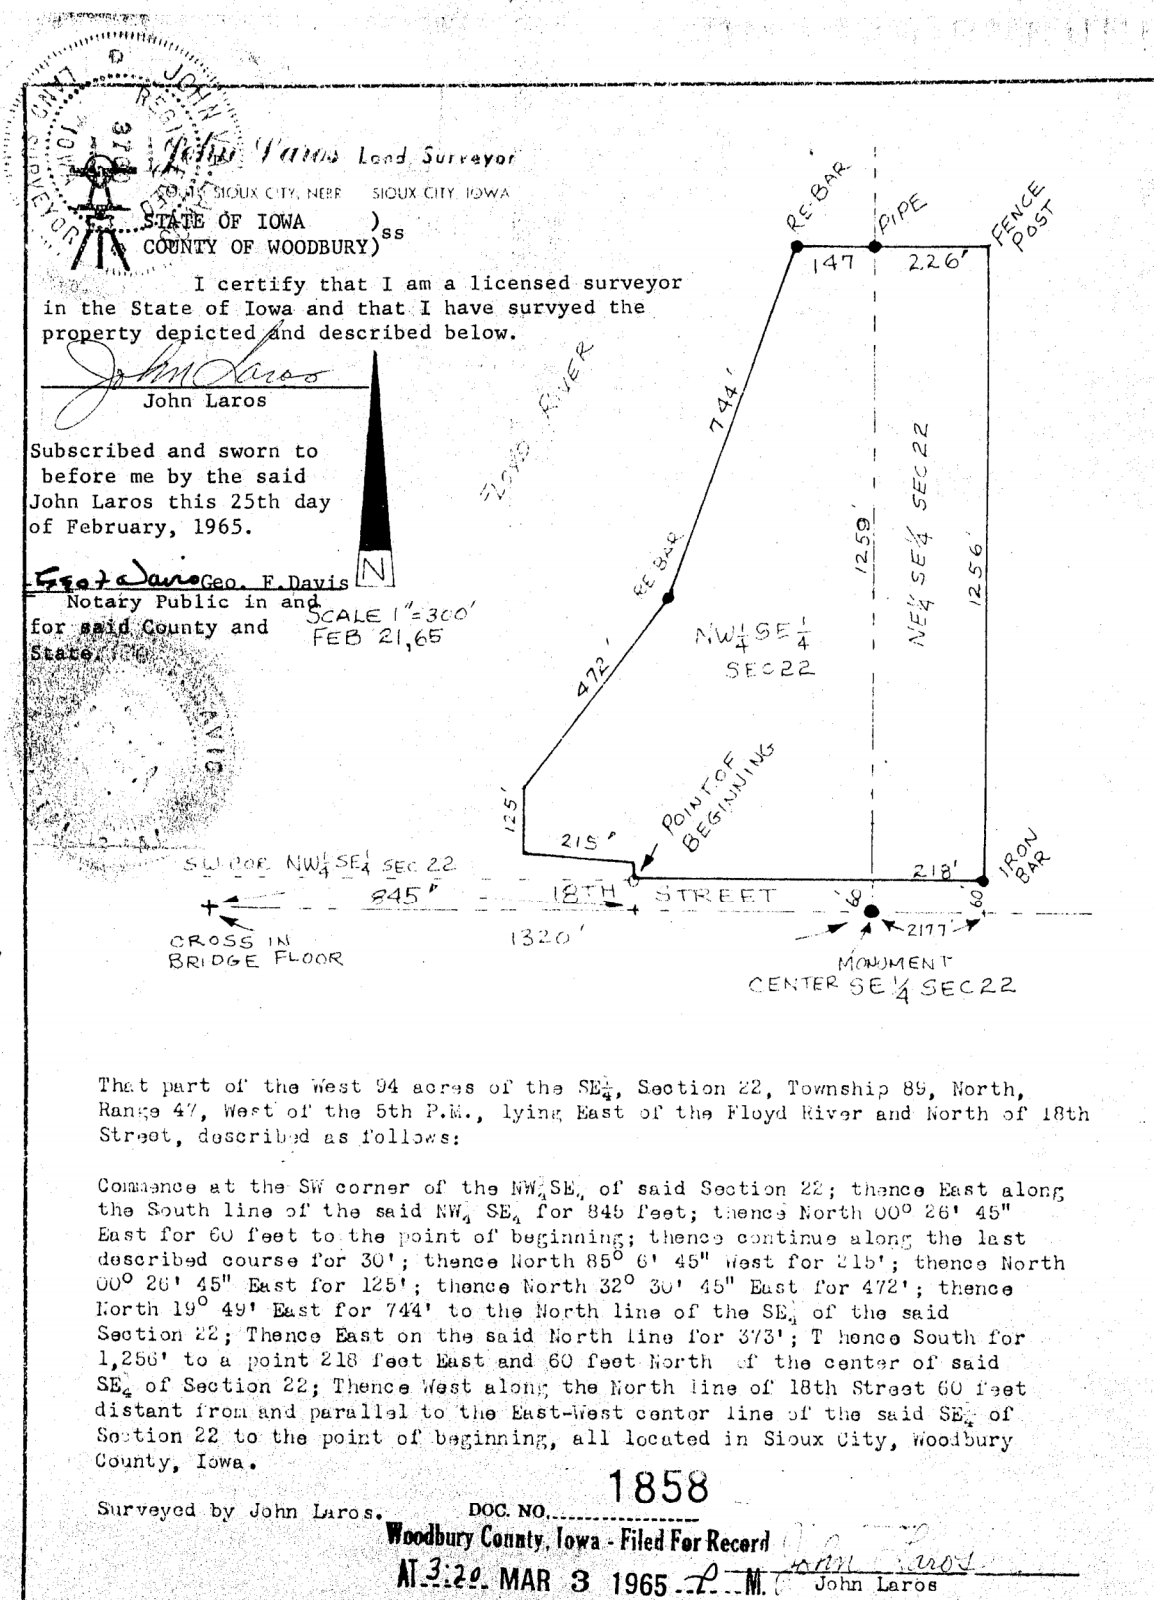 John Laros Land Surveyor
SIOUX CITY, NEBR SIOUX CITY, IOWA
STATE OF IOWA )
COUNTY OF WOODBURY) ss
I certify that I am a licensed surveyor
in the State of Iowa and that I have survyed the
property depicted and described below.
John Laros
John Laros
Subscribed and sworn to
before me by the said
John Laros this 25th day
of February, 1965.
Geo. F. Davis
Notary Public in and
for said County and
State.
N
SCALE 1"=300'
FEB 21,65
FLOYD RIVER
RE-BAR
PIPE
FENCE POST
147
226'
744'
RE-BAR
1259'
NE¼ SE¼ SEC 22
1256'
472'
NW¼ SE¼
SEC 22
125'
215'
POINT OF
BEGINNING
SW COR NW¼ SE¼ SEC 22
845'
18TH STREET
218'
IRON
BAR
60'
60'
CROSS IN
BRIDGE FLOOR
1320'
2177'
MONUMENT
CENTER SE¼ SEC 22
That part of the West 94 acres of the SE¼, Section 22, Township 89, North,
Range 47, West of the 5th P.M., lying East of the Floyd River and North of 18th
Street, described as follows:
Commence at the SW corner of the NW¼SE¼ of said Section 22; thence East along
the South line of the said NW¼ SE¼ for 845 feet; thence North 00° 26' 45"
East for 60 feet to the point of beginning; thence continue along the last
described course for 30'; thence North 85° 6' 45" West for 215'; thence North
00° 26' 45" East for 125'; thence North 32° 30' 45" East for 472'; thence
North 19° 49' East for 744' to the North line of the SE¼ of the said
Section 22; Thence East on the said North line for 373'; T hence South for
1,256' to a point 218 feet East and 60 feet North of the center of said
SE¼ of Section 22; Thence West along the North line of 18th Street 60 feet
distant from and parallel to the East-West center line of the said SE¼ of
Section 22 to the point of beginning, all located in Sioux City, Woodbury
County, Iowa.
Surveyed by John Laros.
DOC. NO. 1858
Woodbury County, Iowa - Filed For Record
AT 3:20 MAR 3 1965 P M.
John Laros
John Laros